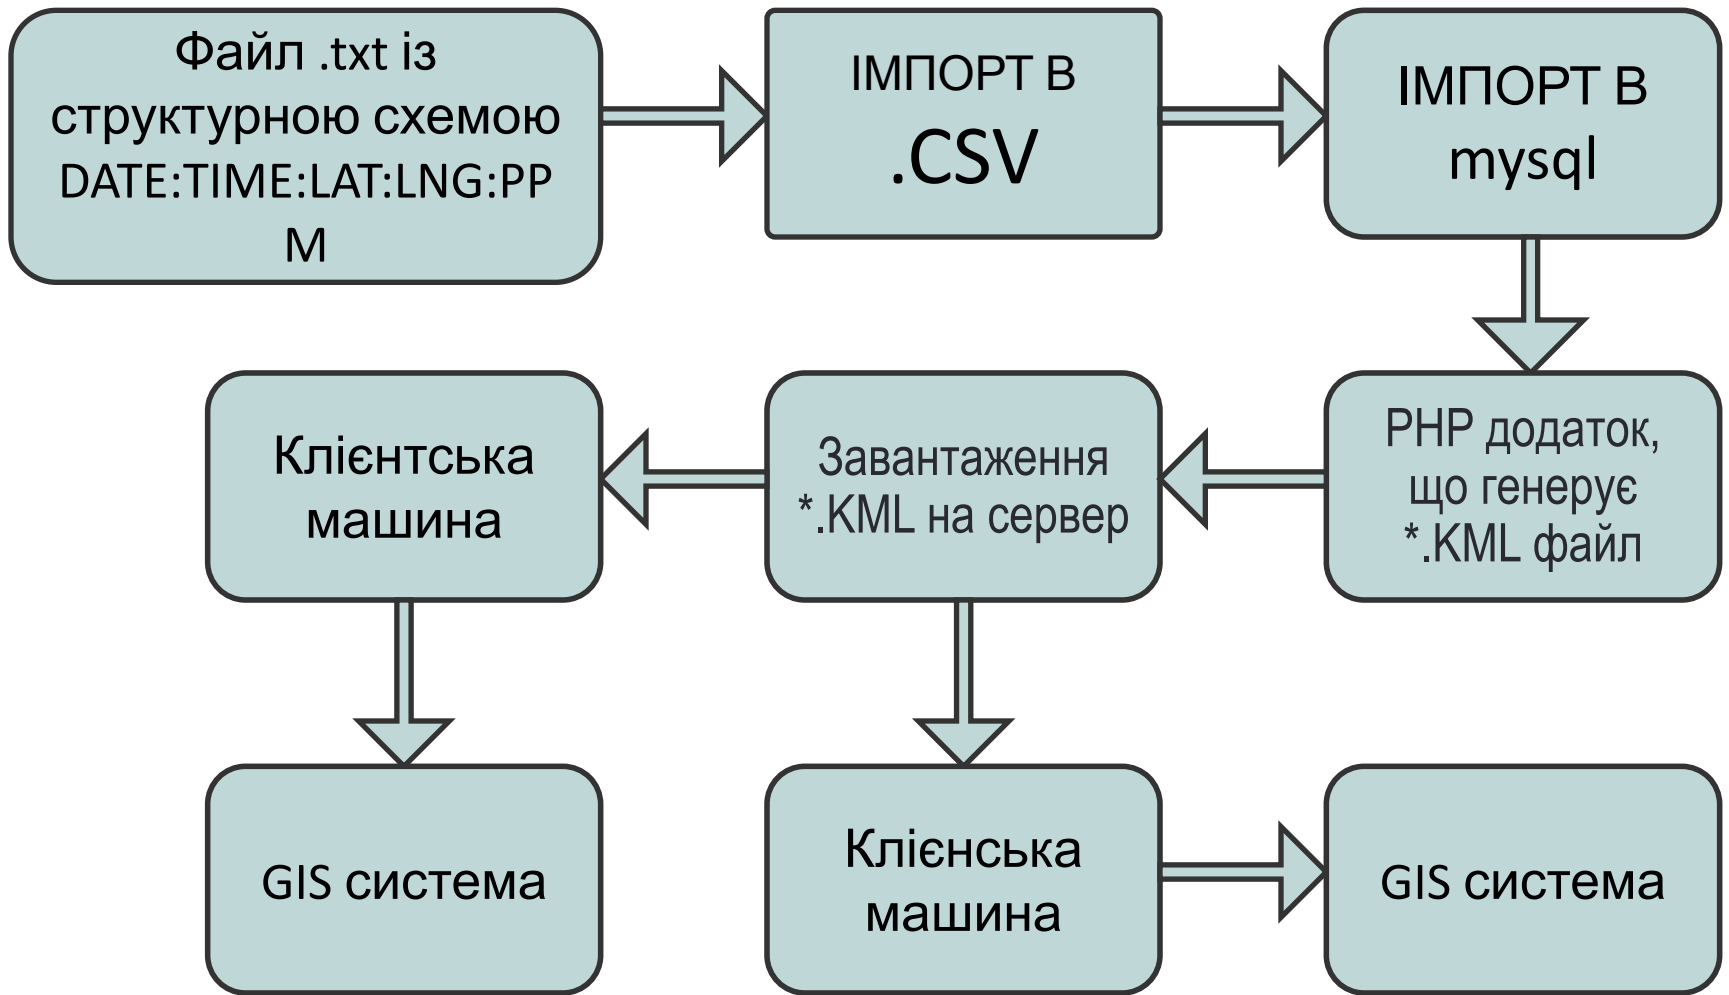 Файл .txt із
структурною схемою
DATE:TIME:LAT:LNG:PP
M
ІМПОРТ В
.CSV
ІМПОРТ В
mysql
PHP додаток,
що генерує
*.KML файл
Завантаження
*.KML на сервер
Клієнтська
машина
GIS система
Клієнська
машина
GIS система